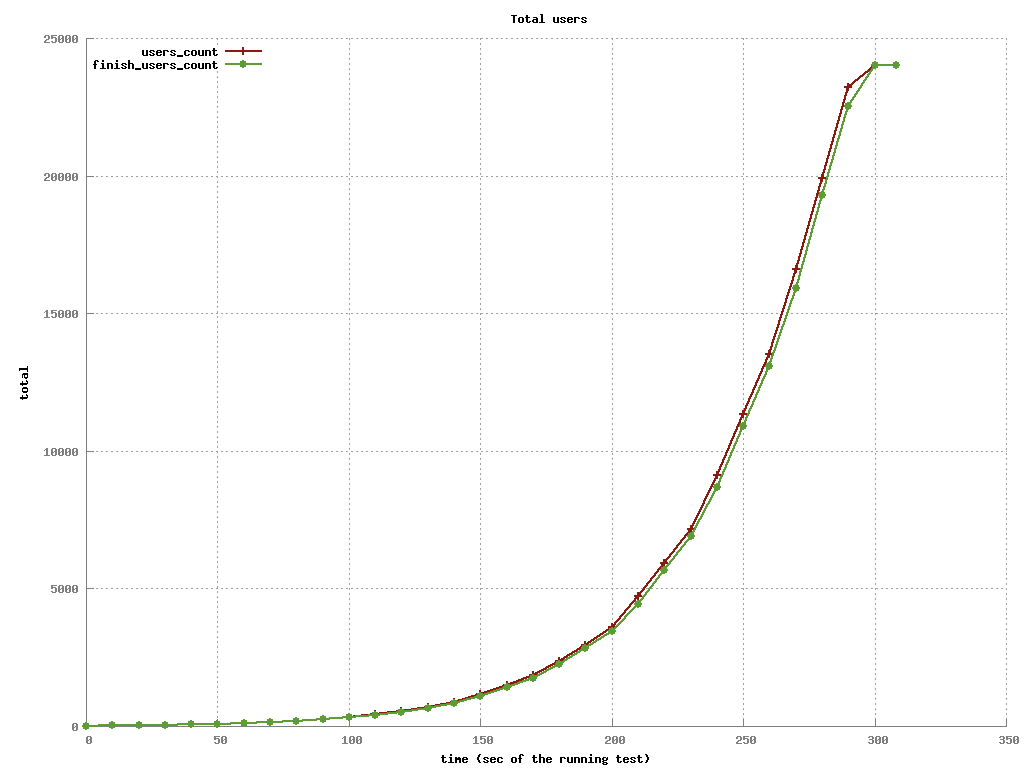 Total users
users_count
finish_users_count
25000
20000
15000
10000
5000
0
total
0 50 100 150 200 250 300 350
time (sec of the running test)